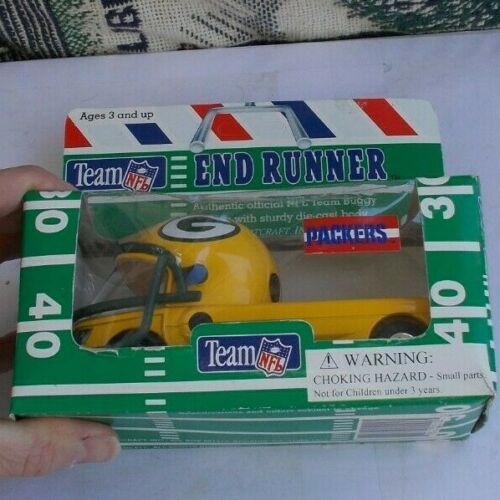 Ages 3 and up
Team NFL
END RUNNER
Authentic official NFL Team Buggy
with sturdy die-cast body
PACKERS
G
30
40
3
40
Team NFL
WARNING:
CHOKING HAZARD - Small parts.
Not for Children under 3 years.